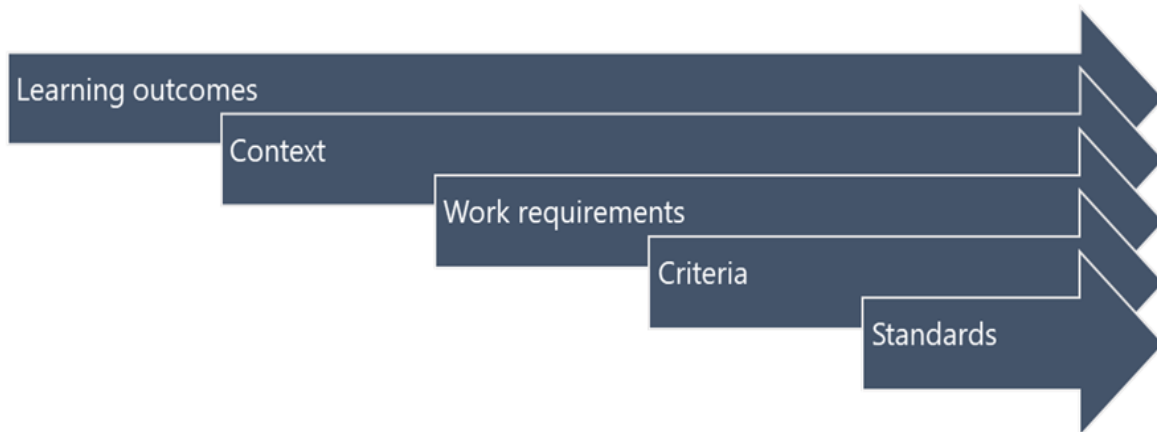 Learning outcomes
Context
Work requirements
Criteria
Standards